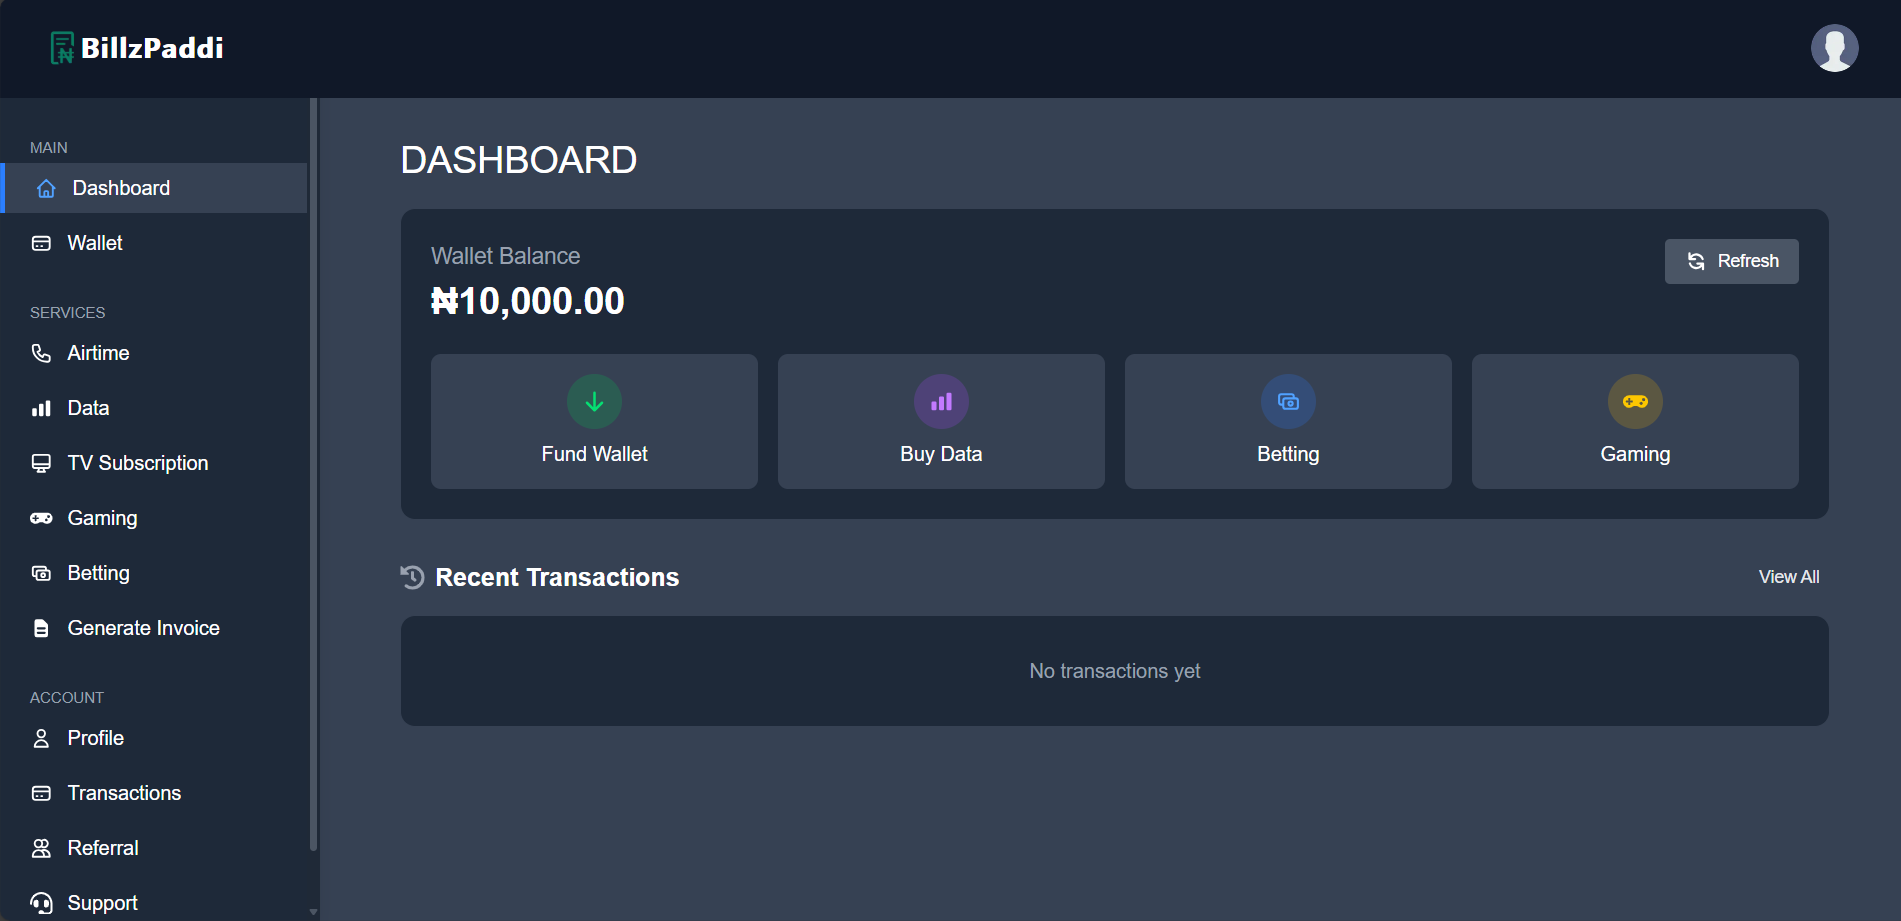 BillzPaddi
MAIN
Dashboard
Wallet
SERVICES
Airtime
Data
TV Subscription
Gaming
Betting
Generate Invoice
ACCOUNT
Profile
Transactions
Referral
Support
DASHBOARD
Wallet Balance
₦10,000.00
Refresh
Fund Wallet
Buy Data
Betting
Gaming
Recent Transactions
View All
No transactions yet